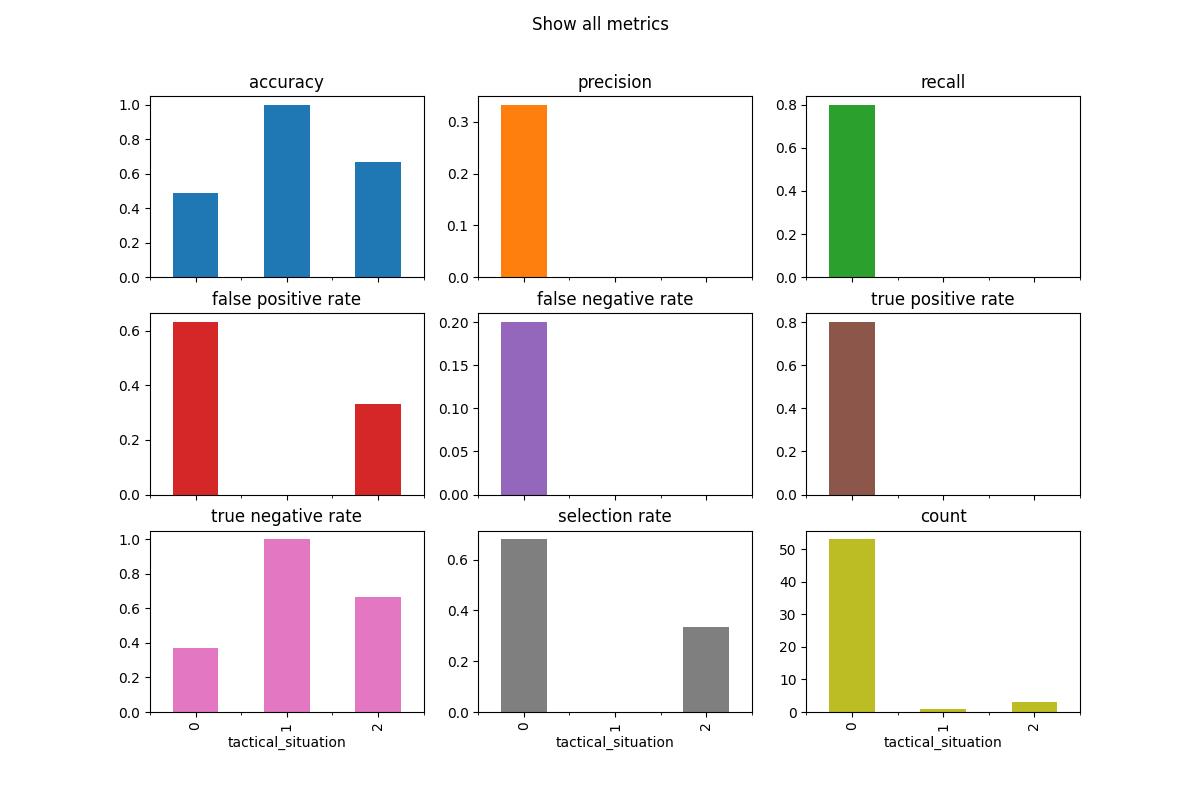 Show all metrics
accuracy
1.0
0.8
0.6
0.4
0.2
0.0
precision
0.3
0.2
0.1
0.0
recall
0.8
0.6
0.4
0.2
0.0
false positive rate
0.6
0.4
0.2
0.0
false negative rate
0.20
0.15
0.10
0.05
0.00
true positive rate
0.8
0.6
0.4
0.2
0.0
true negative rate
1.0
0.8
0.6
0.4
0.2
0.0
0 1 2
tactical_situation
selection rate
0.6
0.4
0.2
0.0
0 1 2
tactical_situation
count
50
40
30
20
10
0
0 1 2
tactical_situation